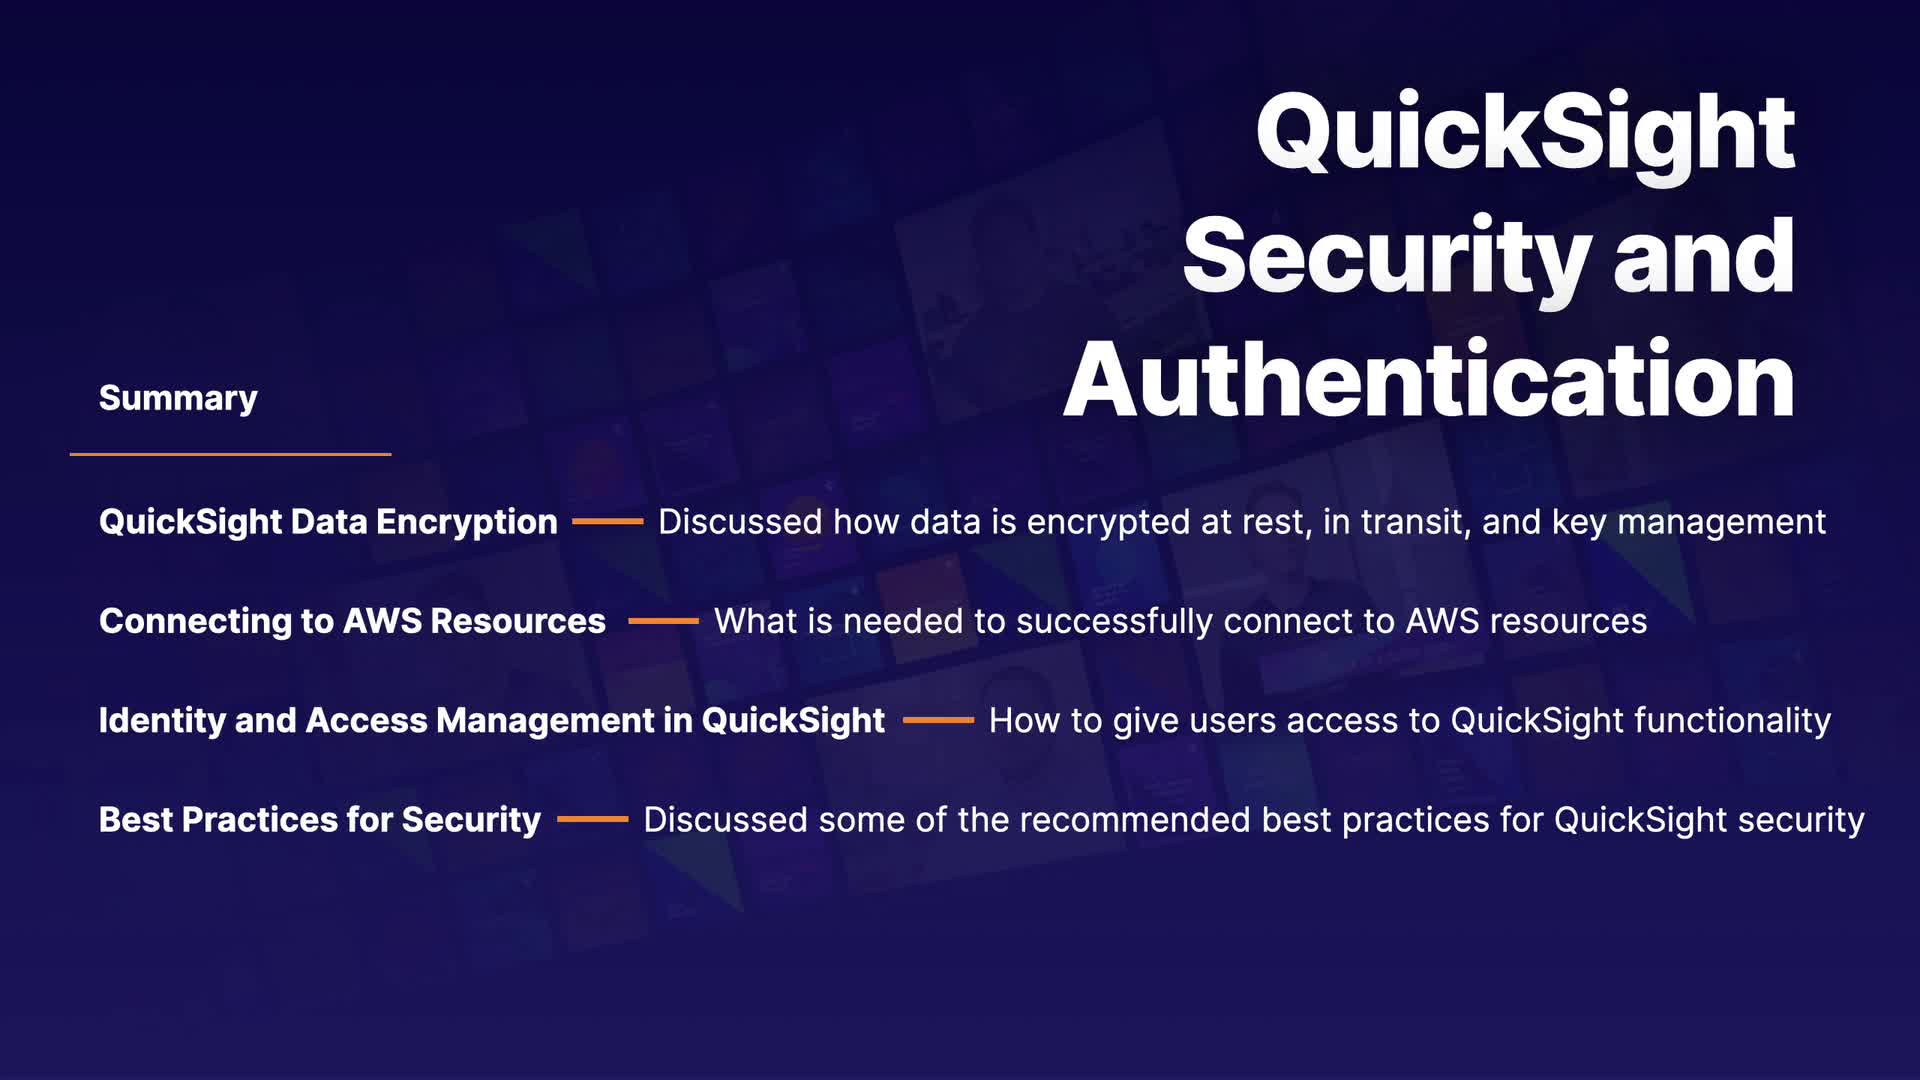 QuickSight
Security and
Authentication
Summary
QuickSight Data Encryption — Discussed how data is encrypted at rest, in transit, and key management
Connecting to AWS Resources — What is needed to successfully connect to AWS resources
Identity and Access Management in QuickSight — How to give users access to QuickSight functionality
Best Practices for Security — Discussed some of the recommended best practices for QuickSight security